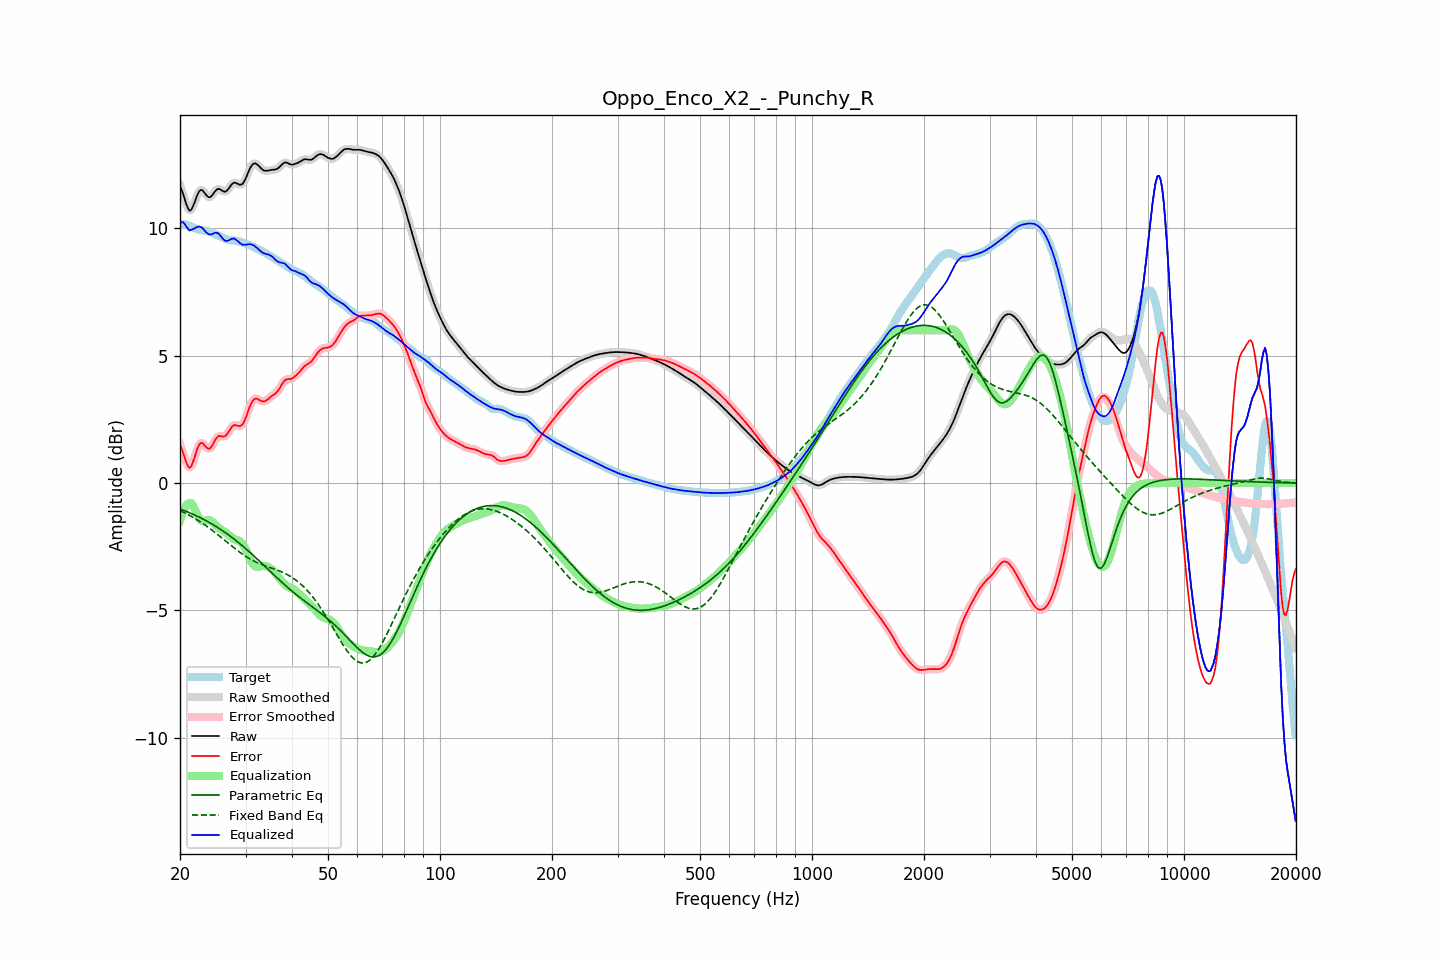 Oppo_Enco_X2_-_Punchy_R
Amplitude (dBr)
10
5
0
−5
−10
Target
Raw Smoothed
Error Smoothed
Raw
Error
Equalization
Parametric Eq
Fixed Band Eq
Equalized
20 50 100 200 500 1000 2000 5000 10000 20000
Frequency (Hz)